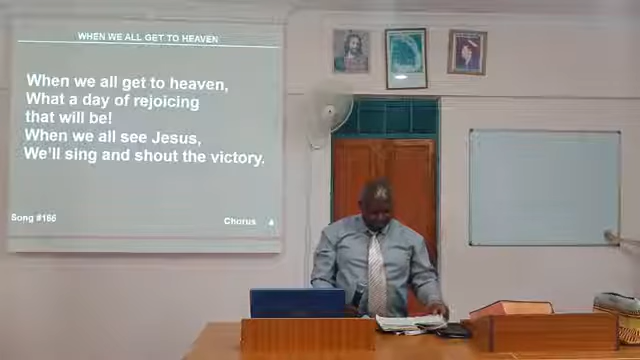 WHEN WE ALL GET TO HEAVEN
When we all get to heaven,
What a day of rejoicing
that will be!
When we all see Jesus,
We'll sing and shout the victory.
Song #166
Chorus 4